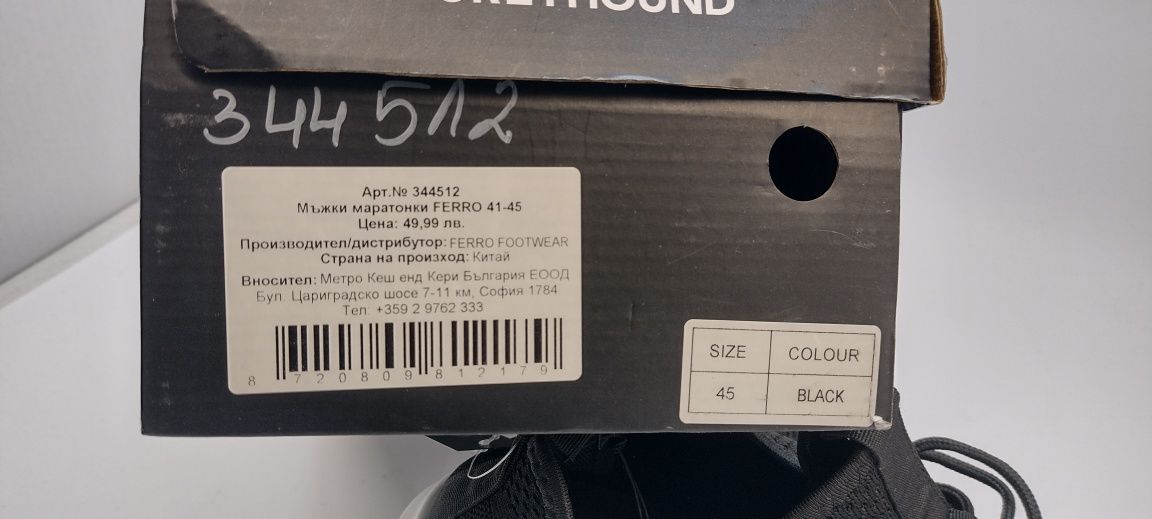 344512
Арт.№ 344512
Мъжки маратонки FERRO 41-45
Цена: 49,99 лв.
Производител/дистрибутор: FERRO FOOTWEAR
Страна на произход: Китай
Вносител: Метро Кеш енд Кери България ЕООД
Бул. Цариградско шосе 7-11 км, София 1784
Тел: +359 2 9762 333
8 720809 812179
SIZE COLOUR
45 BLACK